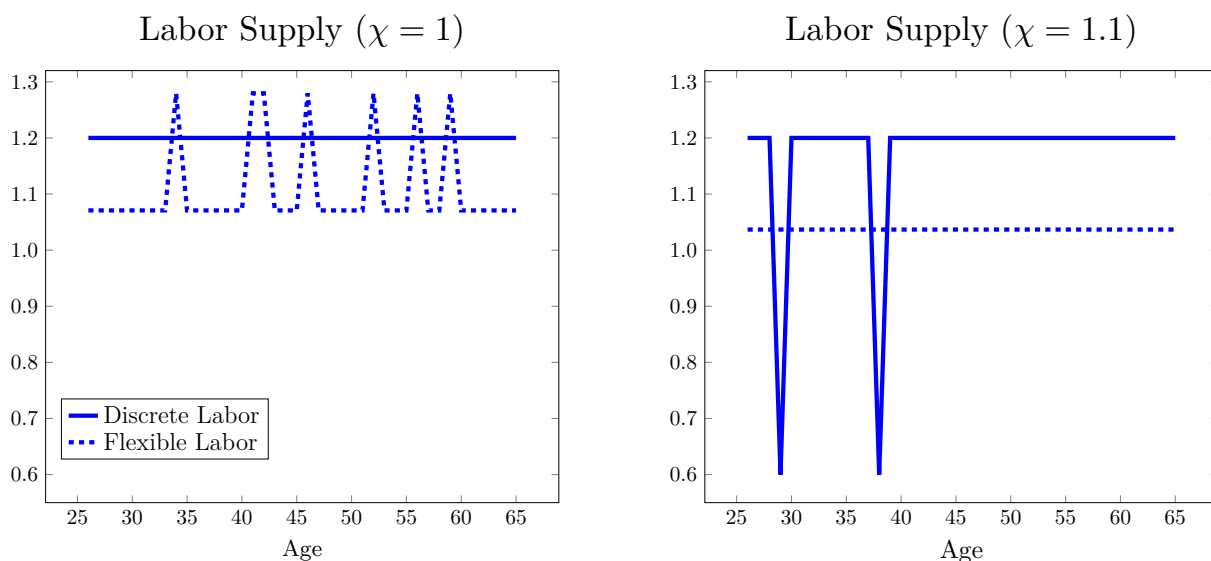 Labor Supply (χ = 1)
1.3
1.2
1.1
1.0
0.9
0.8
0.7
0.6
Discrete Labor
Flexible Labor
25 30 35 40 45 50 55 60 65
Age
Labor Supply (χ = 1.1)
1.3
1.2
1.1
1.0
0.9
0.8
0.7
0.6
25 30 35 40 45 50 55 60 65
Age